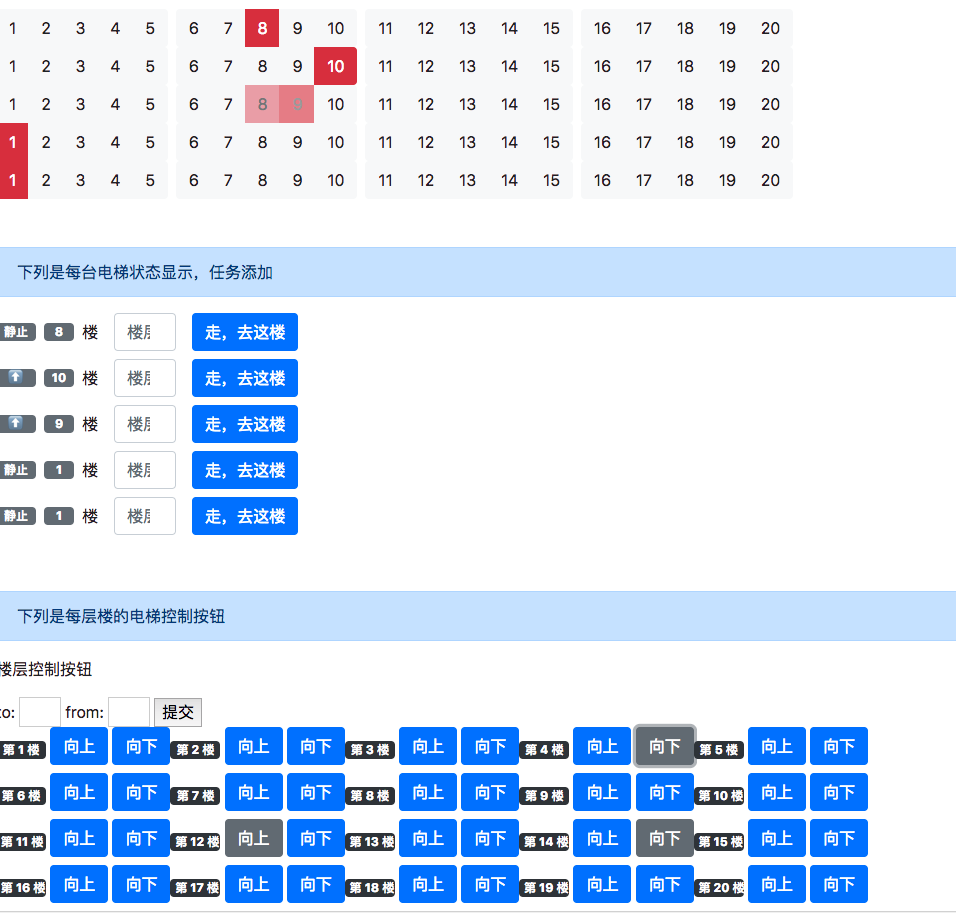 1 2 3 4 5 6 7 8 9 10 11 12 13 14 15 16 17 18 19 20
1 2 3 4 5 6 7 8 9 10 11 12 13 14 15 16 17 18 19 20
1 2 3 4 5 6 7 8 9 10 11 12 13 14 15 16 17 18 19 20
1 2 3 4 5 6 7 8 9 10 11 12 13 14 15 16 17 18 19 20
1 2 3 4 5 6 7 8 9 10 11 12 13 14 15 16 17 18 19 20
下列是每台电梯状态显示，任务添加
静止 8 楼 楼层 走，去这楼
⬆ 10 楼 楼层 走，去这楼
⬆ 9 楼 楼层 走，去这楼
静止 1 楼 楼层 走，去这楼
静止 1 楼 楼层 走，去这楼
下列是每层楼的电梯控制按钮
楼层控制按钮
to: from: 提交
第 1 楼 向上 向下 第 2 楼 向上 向下 第 3 楼 向上 向下 第 4 楼 向上 向下 第 5 楼 向上 向下
第 6 楼 向上 向下 第 7 楼 向上 向下 第 8 楼 向上 向下 第 9 楼 向上 向下 第 10 楼 向上 向下
第 11 楼 向上 向下 第 12 楼 向上 向下 第 13 楼 向上 向下 第 14 楼 向上 向下 第 15 楼 向上 向下
第 16 楼 向上 向下 第 17 楼 向上 向下 第 18 楼 向上 向下 第 19 楼 向上 向下 第 20 楼 向上 向下